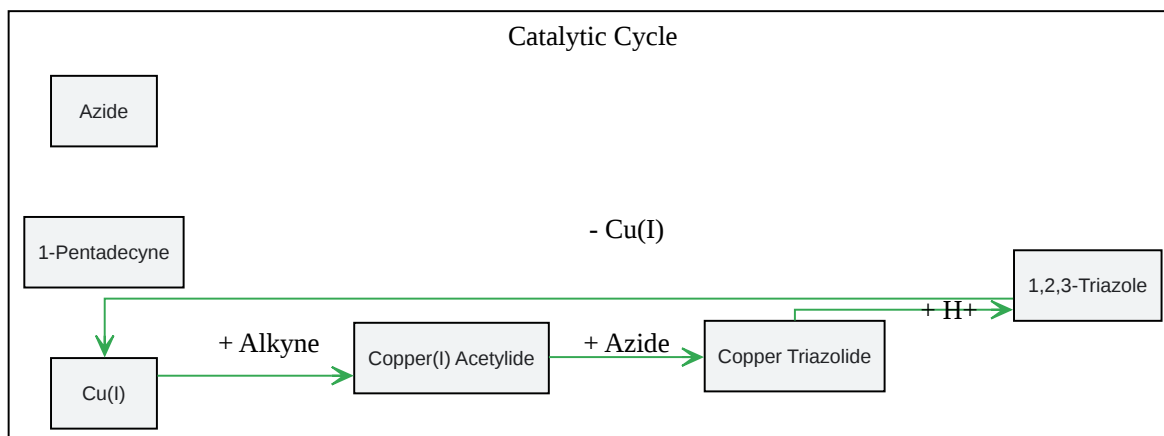 Catalytic Cycle
Azide
1-Pentadecyne
- Cu(I)
1,2,3-Triazole
+ H+
+ Alkyne
Copper(I) Acetylide
+ Azide
Copper Triazolide
Cu(I)